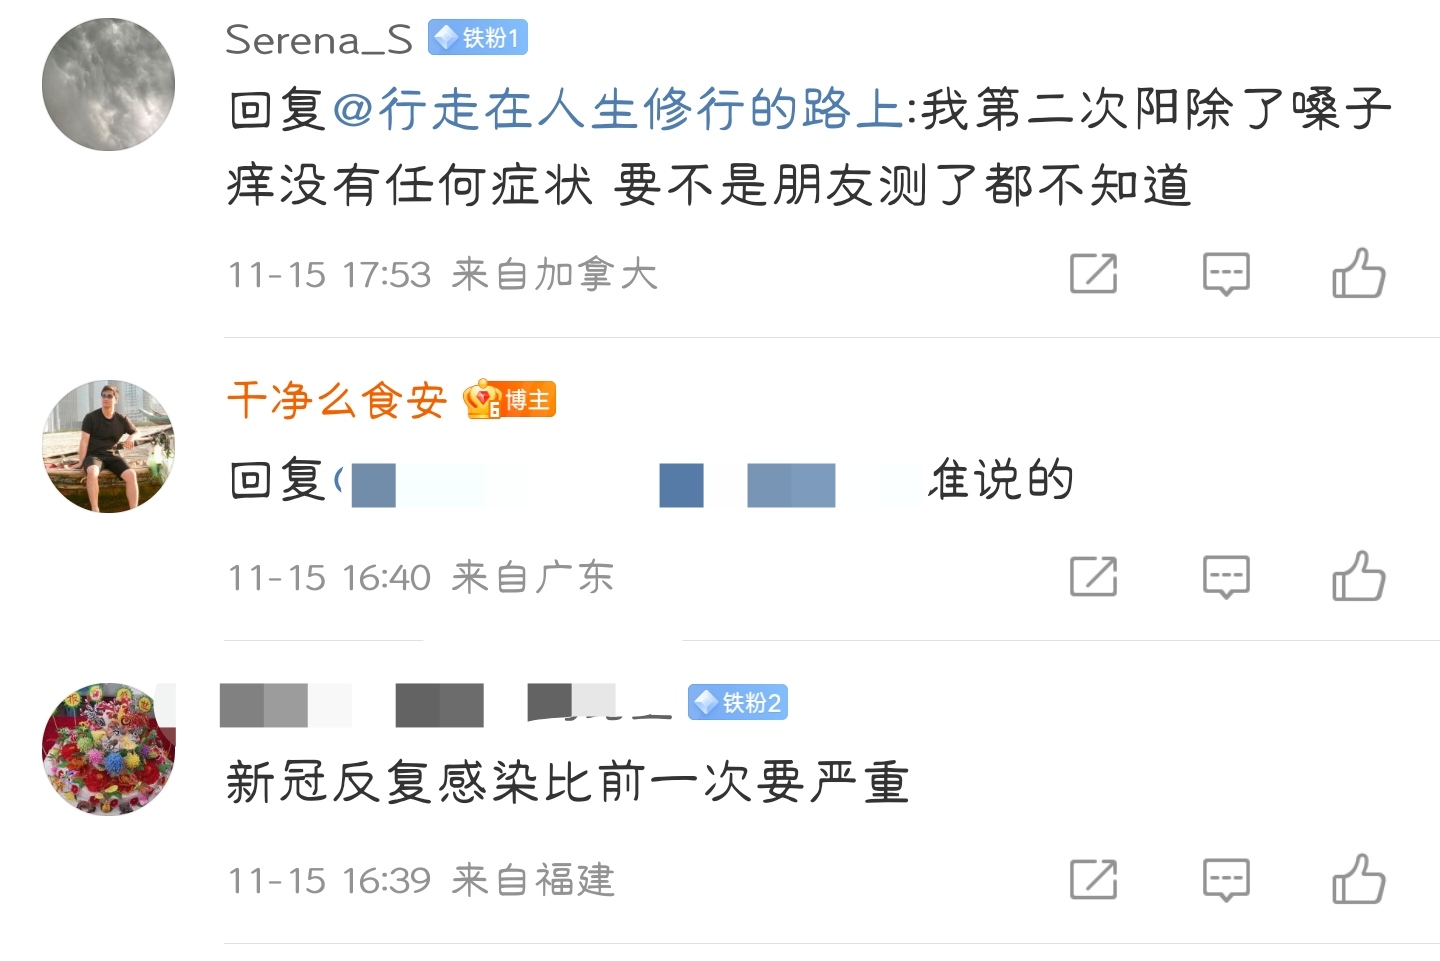 Serena_S 铁粉1
回复@行走在人生修行的路上:我第二次阳除了嗓子
痒没有任何症状 要不是朋友测了都不知道
11-15 17:53 来自加拿大
干净么食安 6 博主
回复 说的
11-15 16:40 来自广东
铁粉2
新冠反复感染比前一次要严重
11-15 16:39 来自福建